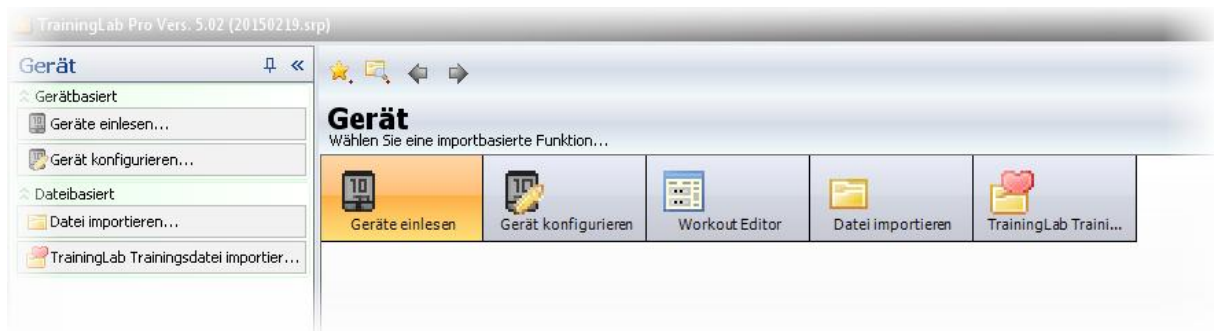 TrainingLab Pro Vers. 5.02 (20150219.srp)
Gerät
Gerätbasiert
Geräte einlesen...
Gerät konfigurieren...
Dateibasiert
Datei importieren...
TrainingLab Trainingsdatei importier...
Gerät
Wählen Sie eine importbasierte Funktion...
Geräte einlesen
Gerät konfigurieren
Workout Editor
Datei importieren
TrainingLab Traini...